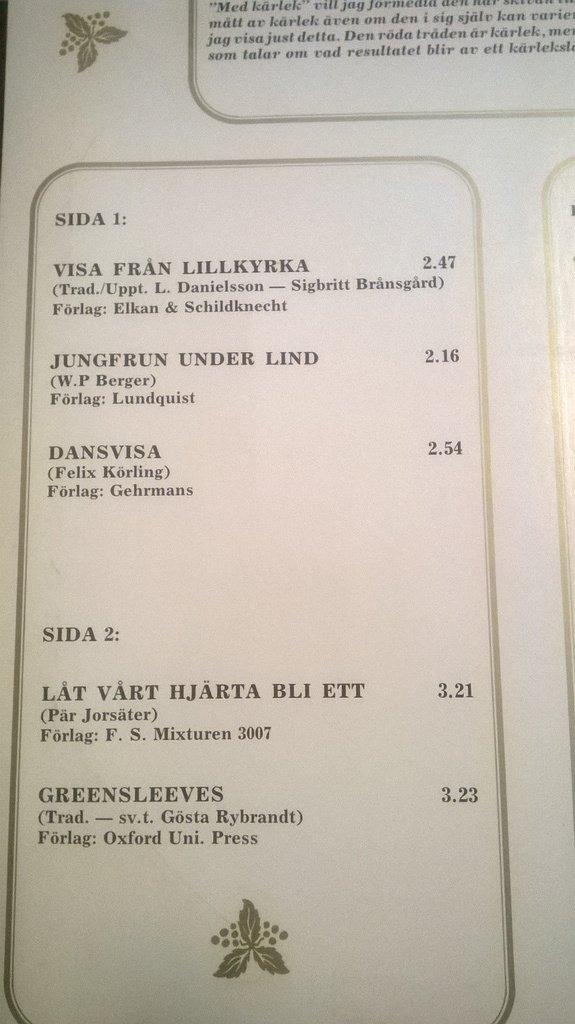 "Med kärlek" vill jag förmedla den här skivan
mått av kärlek även om den i sig själv kan
jag visa just detta. Den röda tråden är kärlek,
som talar om vad resultatet blir av ett
SIDA 1:
VISA FRÅN LILLKYRKA 2.47
(Trad./Uppt. L. Danielsson — Sigbritt Brånsgård)
Förlag: Elkan & Schildknecht
JUNGFRUN UNDER LIND 2.16
(W.P Berger)
Förlag: Lundquist
DANSVISA 2.54
(Felix Körling)
Förlag: Gehrmans
SIDA 2:
LÅT VÅRT HJÄRTA BLI ETT 3.21
(Pär Jorsäter)
Förlag: F. S. Mixturen 3007
GREENSLEEVES 3.23
(Trad. — sv.t. Gösta Rybrandt)
Förlag: Oxford Uni. Press